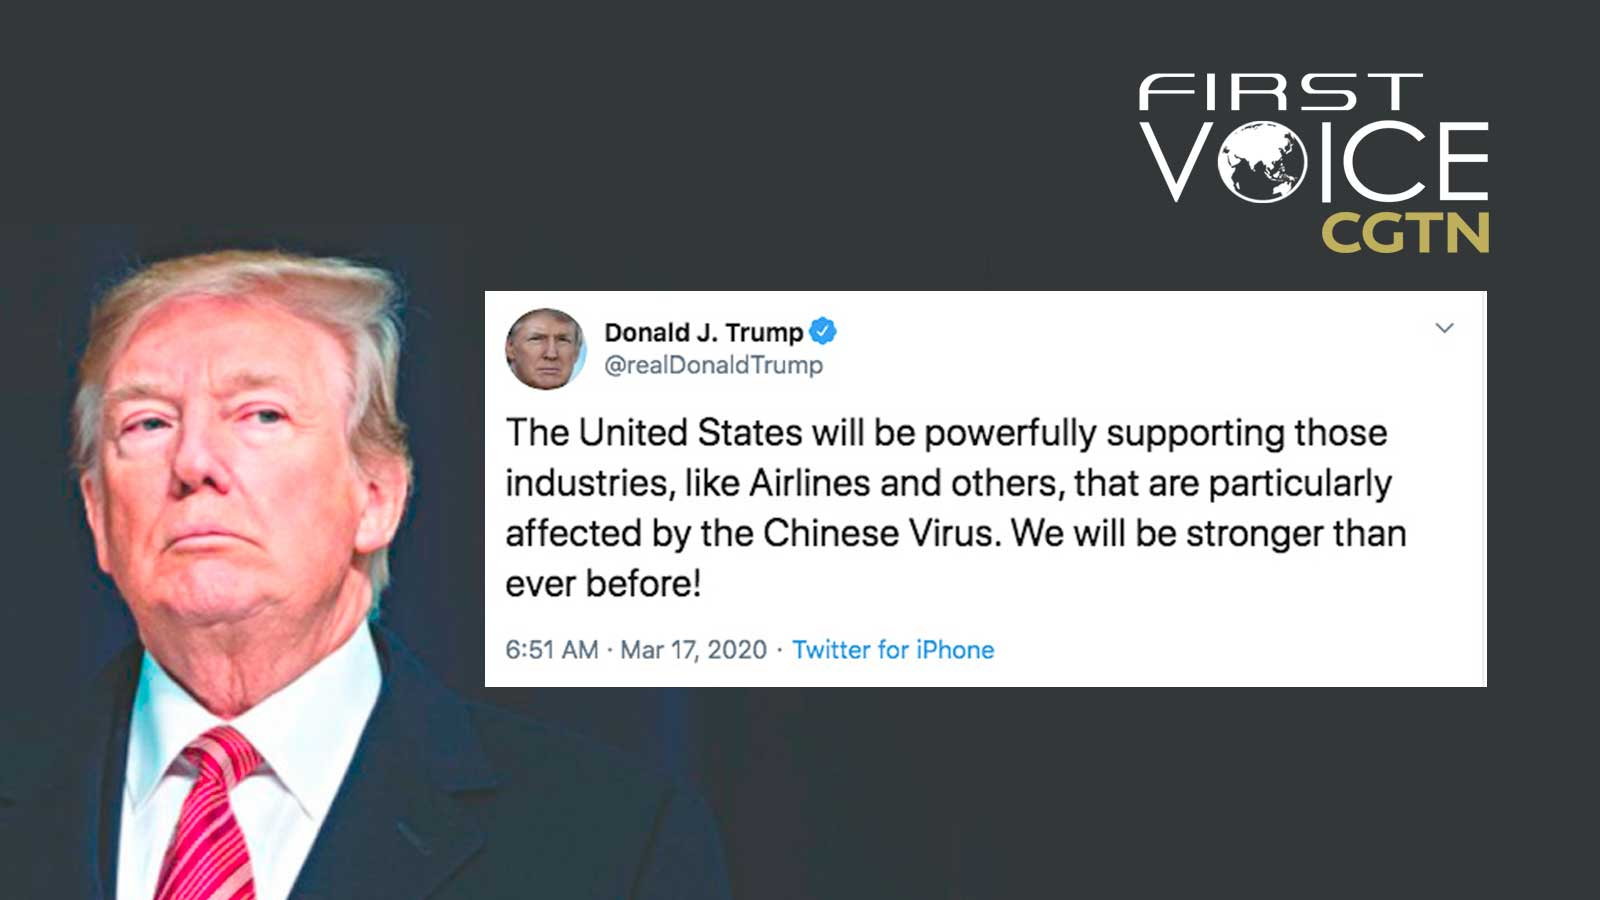 FIRST
VOICE
CGTN
Donald J. Trump
@realDonaldTrump
The United States will be powerfully supporting those
industries, like Airlines and others, that are particularly
affected by the Chinese Virus. We will be stronger than
ever before!
6:51 AM · Mar 17, 2020 · Twitter for iPhone